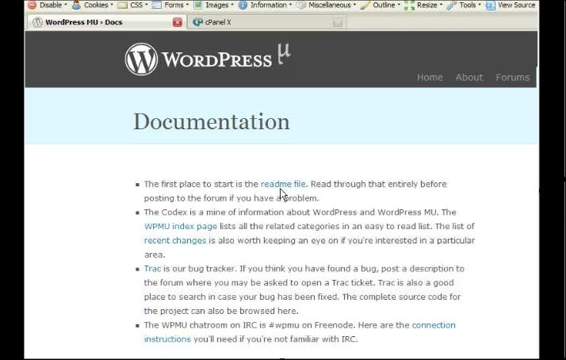 Disable Cookies CSS Forms Images Information Miscellaneous Outline Resize Tools View Source
WordPress MU › Docs cPanel X
WORDPRESS μ
Home About Forums
Documentation
The first place to start is the readme file. Read through that entirely before
posting to the forum if you have a problem.
The Codex is a mine of information about WordPress and WordPress MU. The
WPMU index page lists all the related categories in an easy to read list. The list of
recent changes is also worth keeping an eye on if you're interested in a particular
area.
Trac is our bug tracker. If you think you have found a bug, post a description to
the forum where you may be asked to open a Trac ticket. Trac is also a good
place to search in case your bug has been fixed. The complete source code for
the project can also be browsed here.
The WPMU chatroom on IRC is #wpmu on Freenode. Here are the connection
instructions you'll need if you're not familiar with IRC.